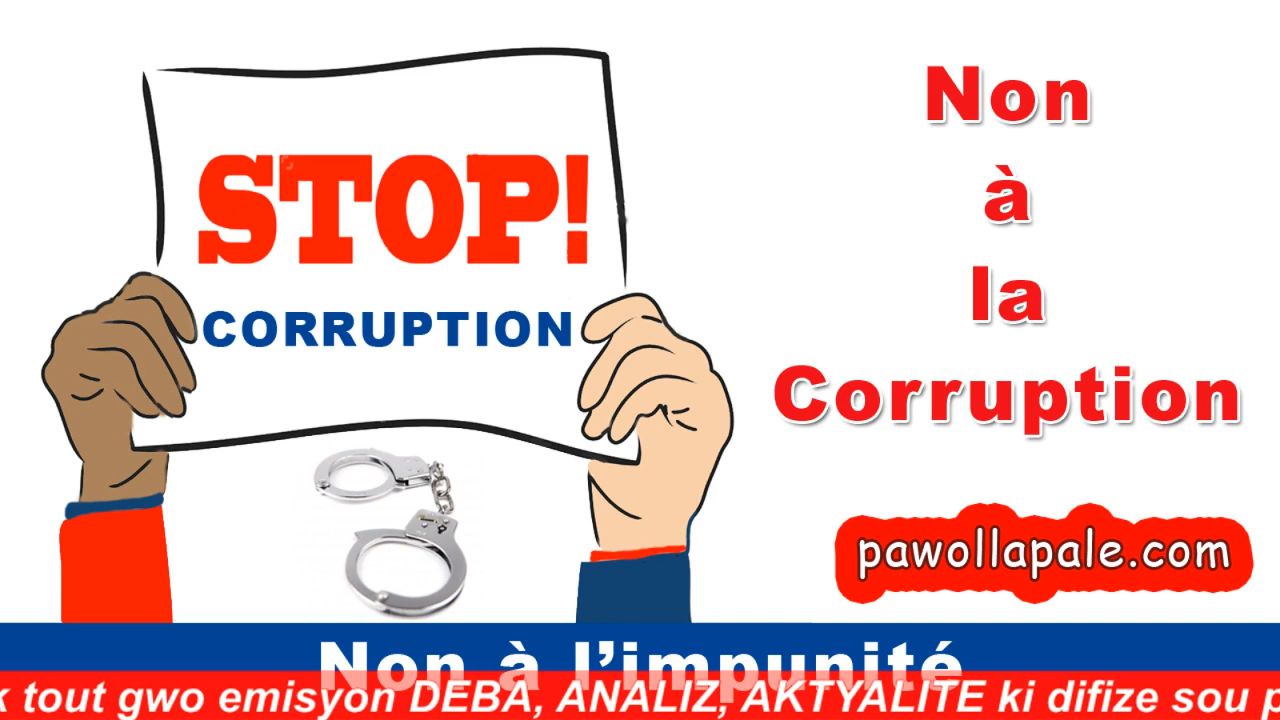 STOP!
CORRUPTION
Non
à
la
Corruption
pawollapale.com
Non à l’impunité
tout gwo emisyon DEBA, ANALIZ, AKTYALITE ki difize sou